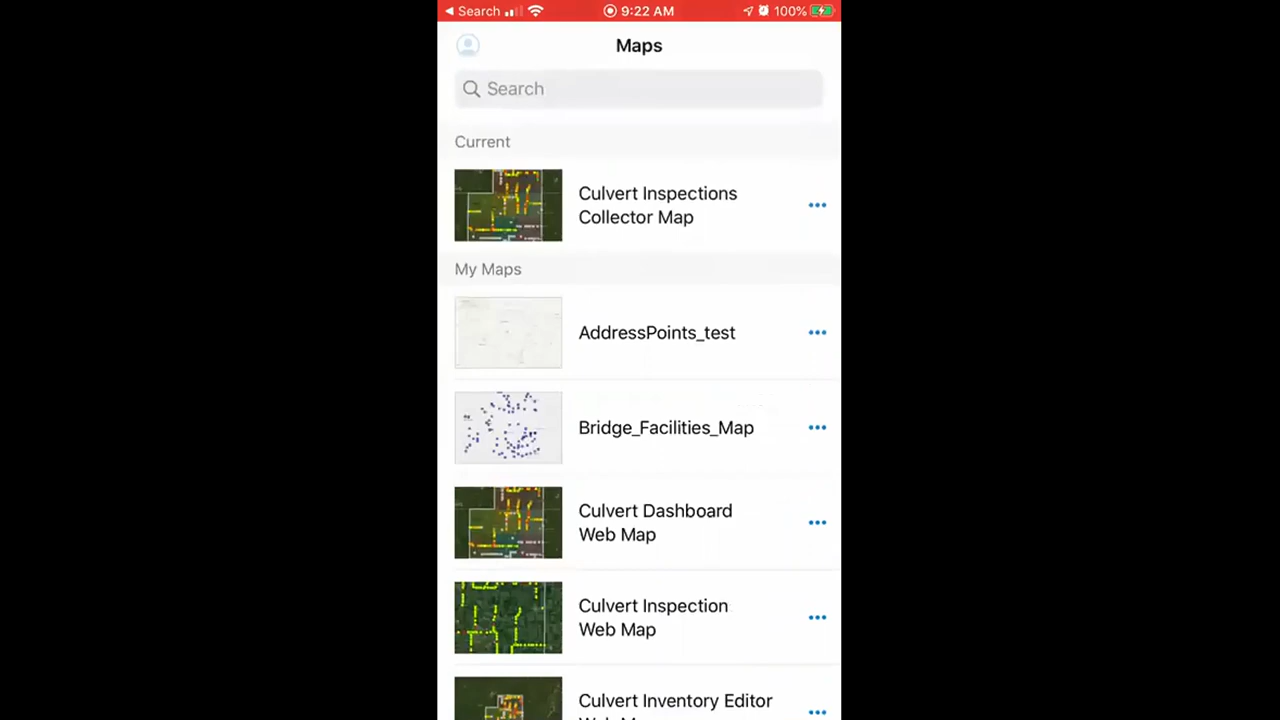 Search 9:22 AM 100%
Maps
Search
Current
Culvert Inspections
Collector Map
My Maps
AddressPoints_test
Bridge_Facilities_Map
Culvert Dashboard
Web Map
Culvert Inspection
Web Map
Culvert Inventory Editor